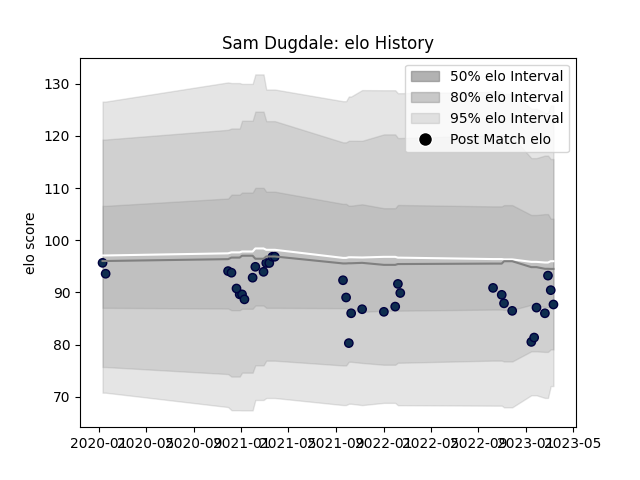 Sam Dugdale: elo History
50% elo Interval
80% elo Interval
95% elo Interval
Post Match elo
elo score
130
120
110
100
90
80
70
2020-01 2020-05 2020-09 2021-01 2021-05 2021-09 2022-01 2022-05 2022-09 2023-01 2023-05